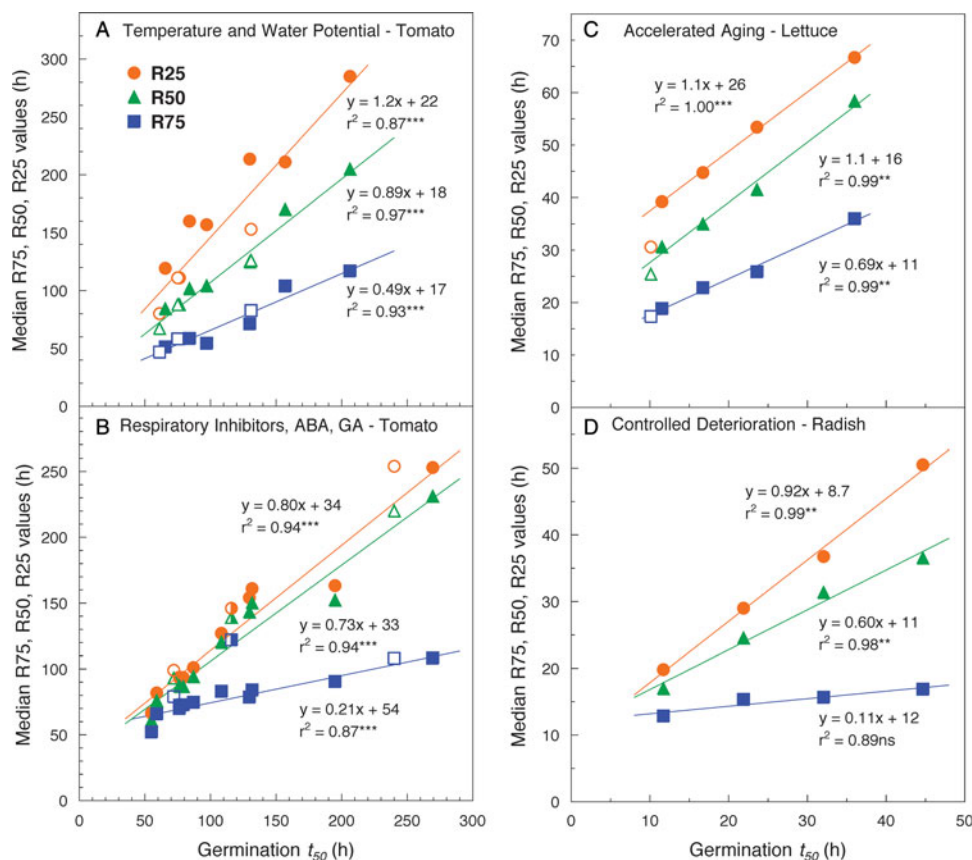 A Temperature and Water Potential - Tomato
R25
R50
R75
y = 1.2x + 22
r² = 0.87***
y = 0.89x + 18
r² = 0.97***
y = 0.49x + 17
r² = 0.93***
Median R75, R50, R25 values (h)
300
250
200
150
100
50
0
B Respiratory Inhibitors, ABA, GA - Tomato
y = 0.80x + 34
r² = 0.94***
y = 0.73x + 33
r² = 0.94***
y = 0.21x + 54
r² = 0.87***
Median R75, R50, R25 values (h)
250
200
150
100
50
0
0 50 100 150 200 250 300
Germination t50 (h)
C Accelerated Aging - Lettuce
y = 1.1x + 26
r² = 1.00***
y = 1.1 + 16
r² = 0.99**
y = 0.69x + 11
r² = 0.99**
Median R75, R50, R25 values (h)
70
60
50
40
30
20
10
0
D Controlled Deterioration - Radish
y = 0.92x + 8.7
r² = 0.99**
y = 0.60x + 11
r² = 0.98**
y = 0.11x + 12
r² = 0.89ns
Median R75, R50, R25 values (h)
50
40
30
20
10
0
0 10 20 30 40 50
Germination t50 (h)